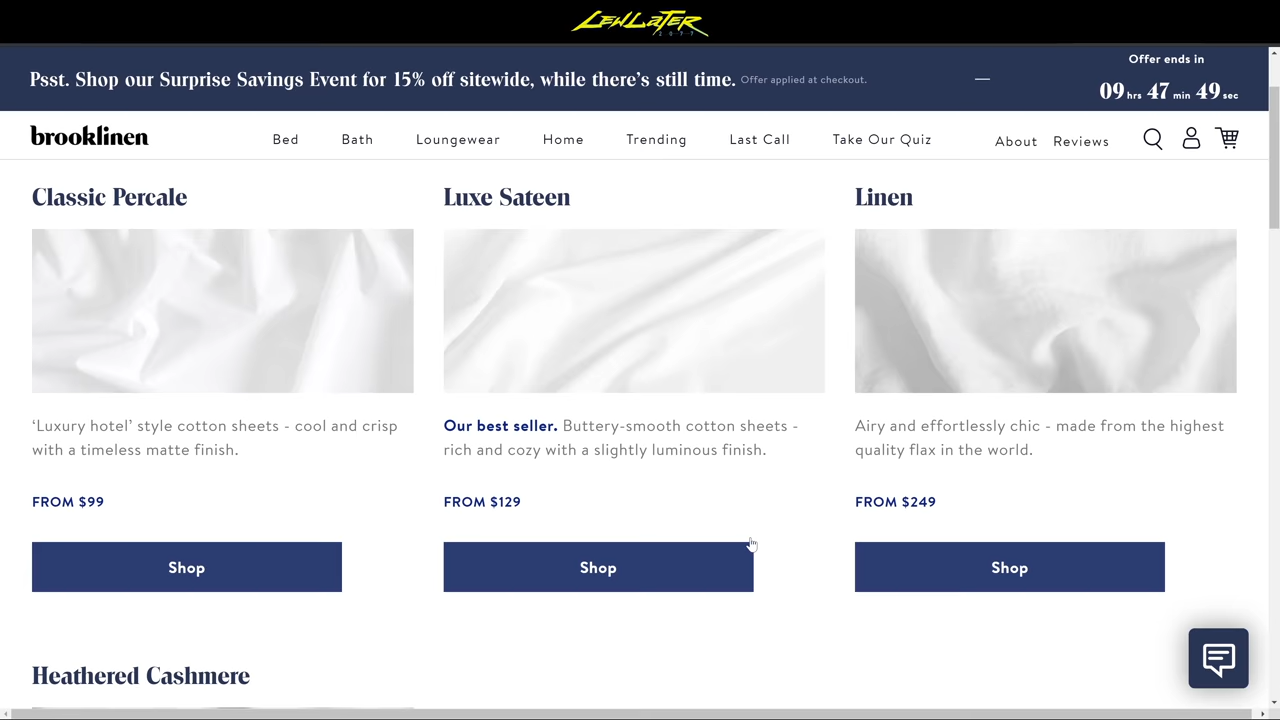 LEWLATER
2077
Psst. Shop our Surprise Savings Event for 15% off sitewide, while there's still time. Offer applied at checkout.
Offer ends in
09 hrs 47 min 49 sec
brooklinen
Bed Bath Loungewear Home Trending Last Call Take Our Quiz About Reviews
Classic Percale
Luxe Sateen
Linen
‘Luxury hotel’ style cotton sheets - cool and crisp
with a timeless matte finish.
Our best seller. Buttery-smooth cotton sheets -
rich and cozy with a slightly luminous finish.
Airy and effortlessly chic - made from the highest
quality flax in the world.
FROM $99
FROM $129
FROM $249
Shop
Shop
Shop
Heathered Cashmere